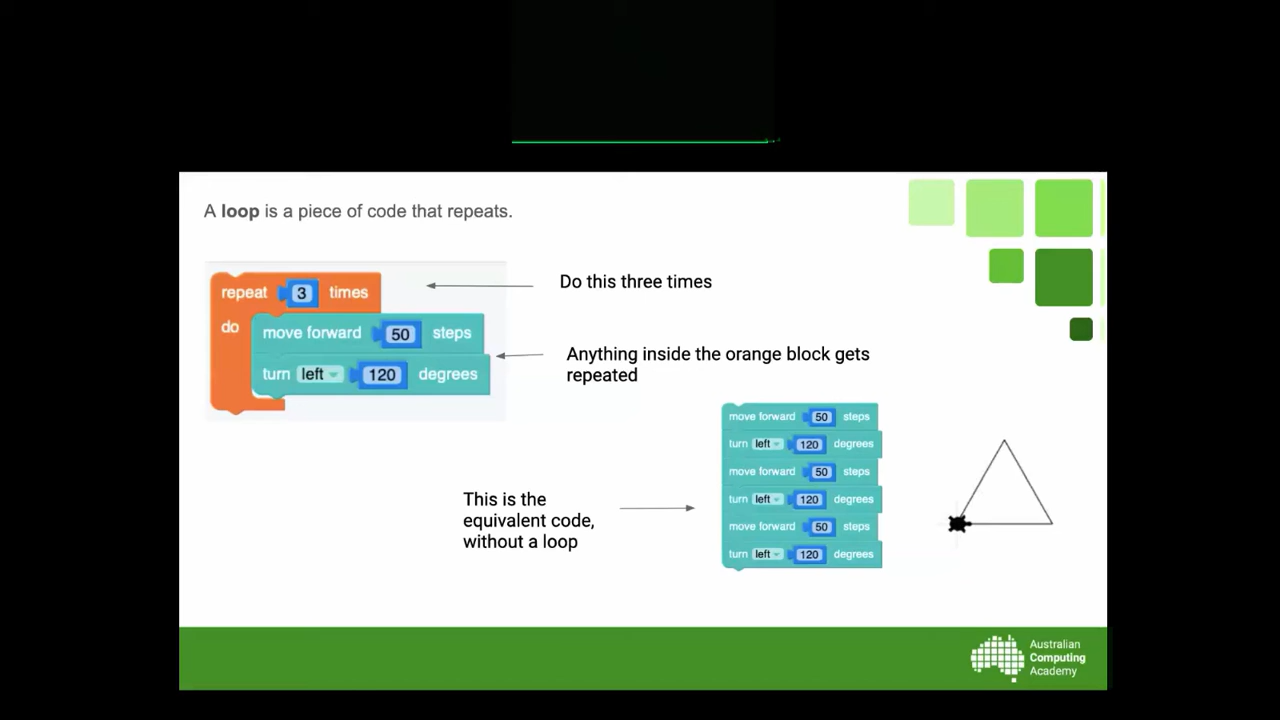 A loop is a piece of code that repeats.
repeat 3 times
do
move forward 50 steps
turn left 120 degrees
Do this three times
Anything inside the orange block gets
repeated
This is the
equivalent code,
without a loop
move forward 50 steps
turn left 120 degrees
move forward 50 steps
turn left 120 degrees
move forward 50 steps
turn left 120 degrees
Australian
Computing
Academy